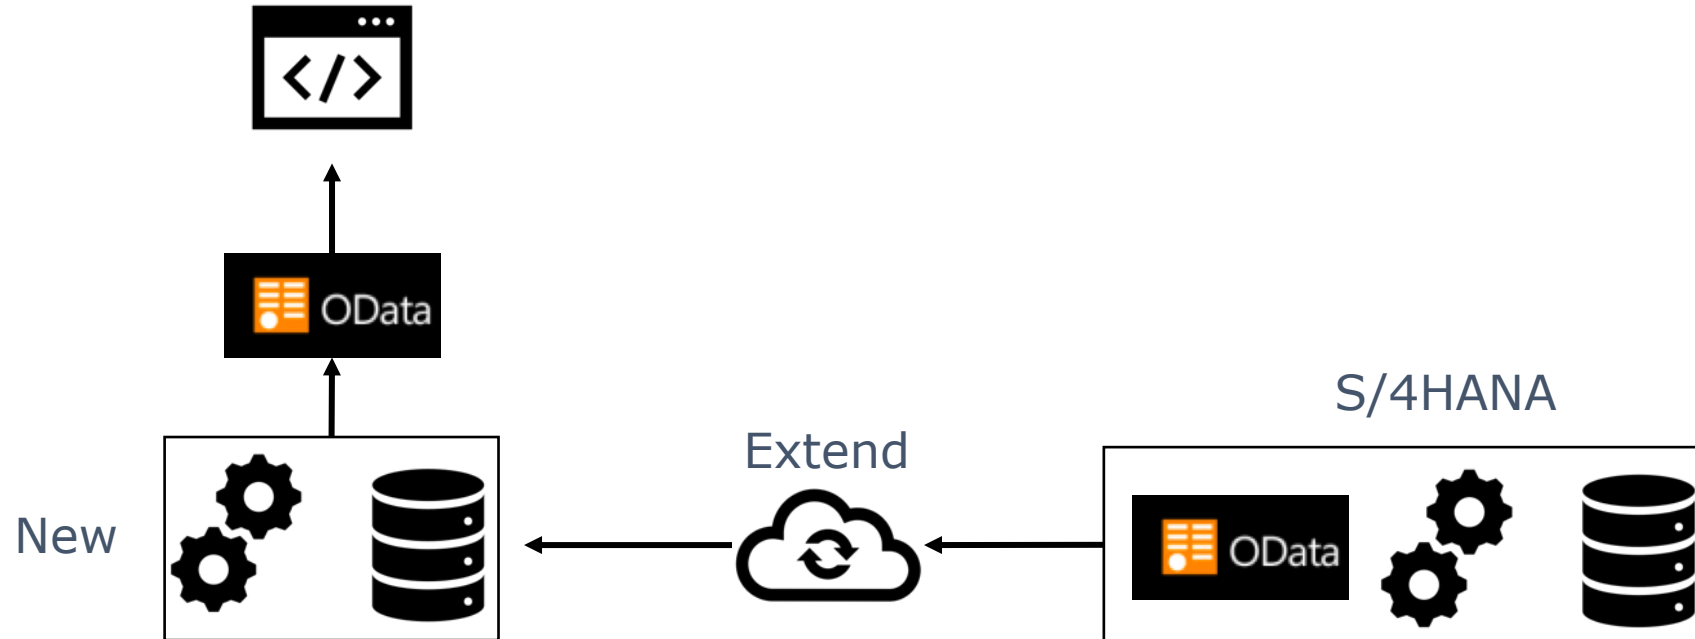 </>
OData
S/4HANA
Extend
New
OData